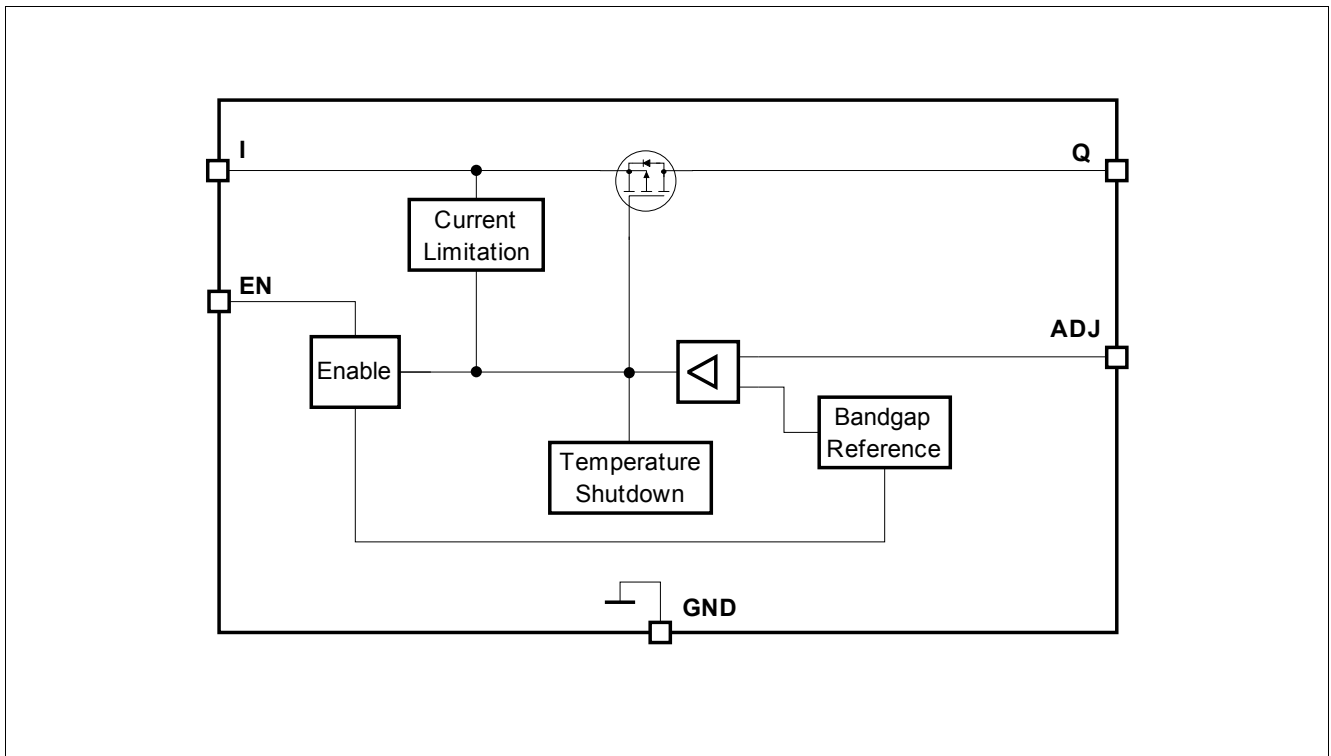 I
Q
Current
Limitation
EN
ADJ
Enable
Bandgap
Reference
Temperature
Shutdown
GND